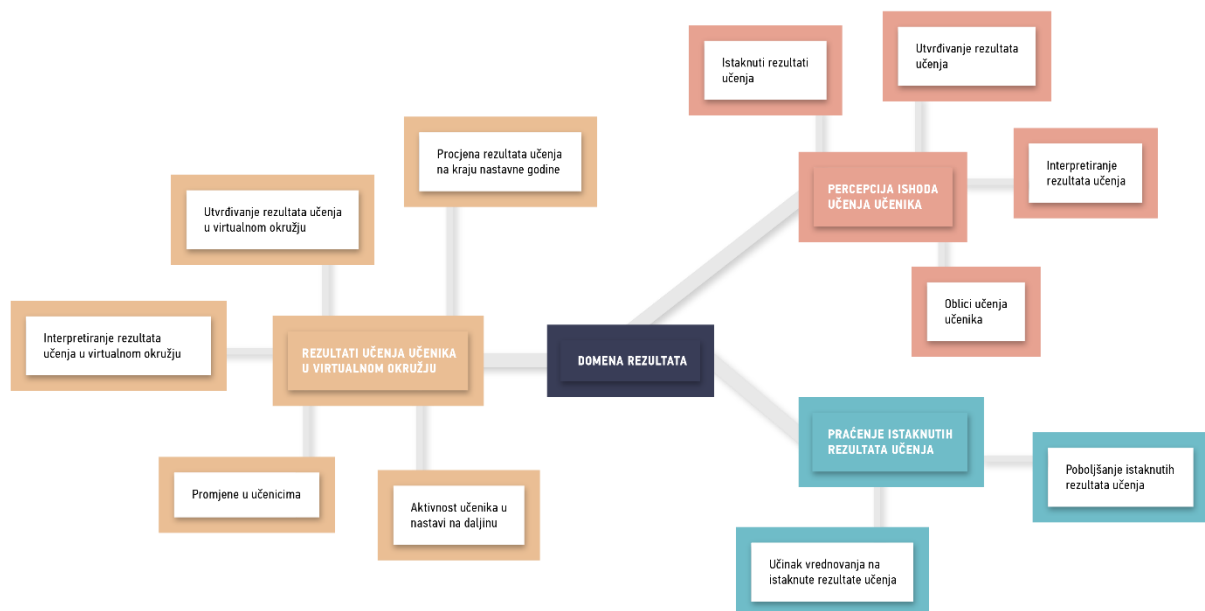 Istaknuti rezultati
učenja
Utvrđivanje rezultata
učenja
Procjena rezultata učenja
na kraju nastavne godine
Interpretiranje
rezultata učenja
PERCEPCIJA ISHODA
UČENJA UČENIKA
Utvrđivanje rezultata učenja
u virtualnom okružju
Oblici učenja
učenika
Interpretiranje rezultata
učenja u virtualnom okružju
REZULTATI UČENJA UČENIKA
U VIRTUALNOM OKRUŽJU
DOMENA REZULTATA
PRAĆENJE ISTAKNUTIH
REZULTATA UČENJA
Poboljšanje istaknutih
rezultata učenja
Promjene u učenicima
Aktivnost učenika u
nastavi na daljinu
Učinak vrednovanja na
istaknute rezultate učenja